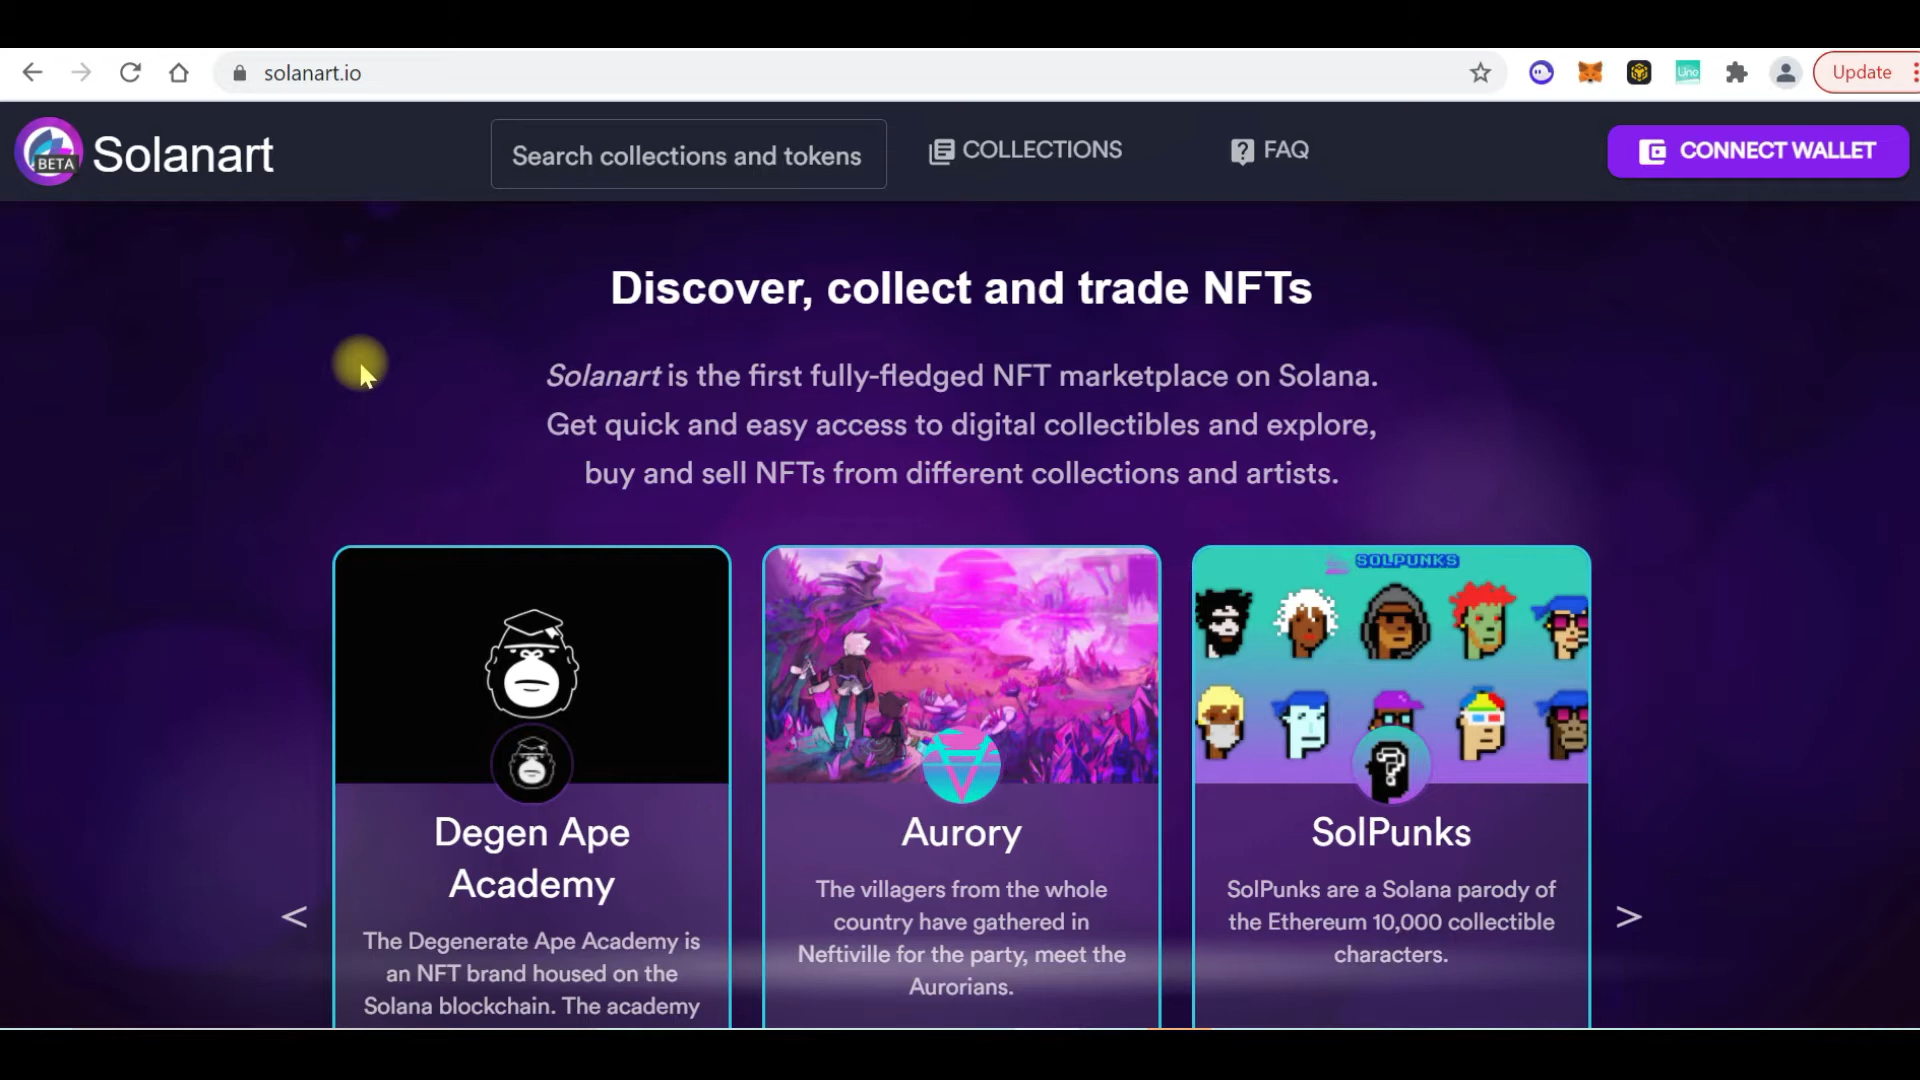 solanart.io
Uno
Update
BETA
Solanart
Search collections and tokens
COLLECTIONS
FAQ
CONNECT WALLET
Discover, collect and trade NFTs
Solanart is the first fully-fledged NFT marketplace on Solana.
Get quick and easy access to digital collectibles and explore,
buy and sell NFTs from different collections and artists.
SOLPUNKS
Degen Ape
Academy
The Degenerate Ape Academy is
an NFT brand housed on the
Solana blockchain. The academy
Aurory
The villagers from the whole
country have gathered in
Neftiville for the party, meet the
Aurorians.
SolPunks
SolPunks are a Solana parody of
the Ethereum 10,000 collectible
characters.